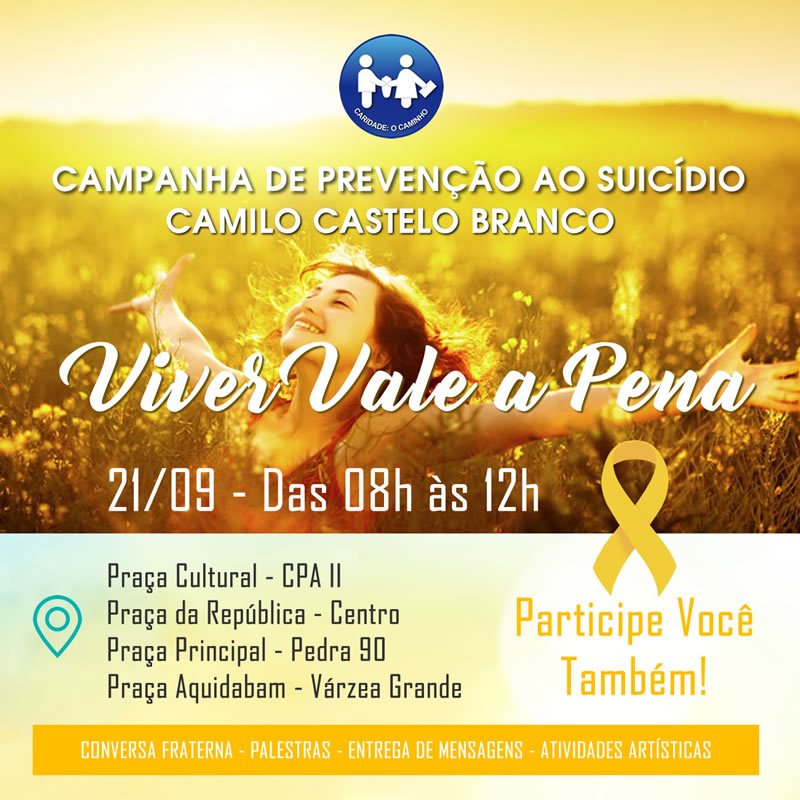 CARIDADE: O CAMINHO
CAMPANHA DE PREVENÇÃO AO SUICÍDIO
CAMILO CASTELO BRANCO
Viver Vale a Pena
21/09 - Das 08h às 12h
Praça Cultural - CPA II
Praça da República - Centro
Praça Principal - Pedra 90
Praça Aquidabam - Várzea Grande
Participe Você
Também!
CONVERSA FRATERNA - PALESTRAS - ENTREGA DE MENSAGENS - ATIVIDADES ARTÍSTICAS